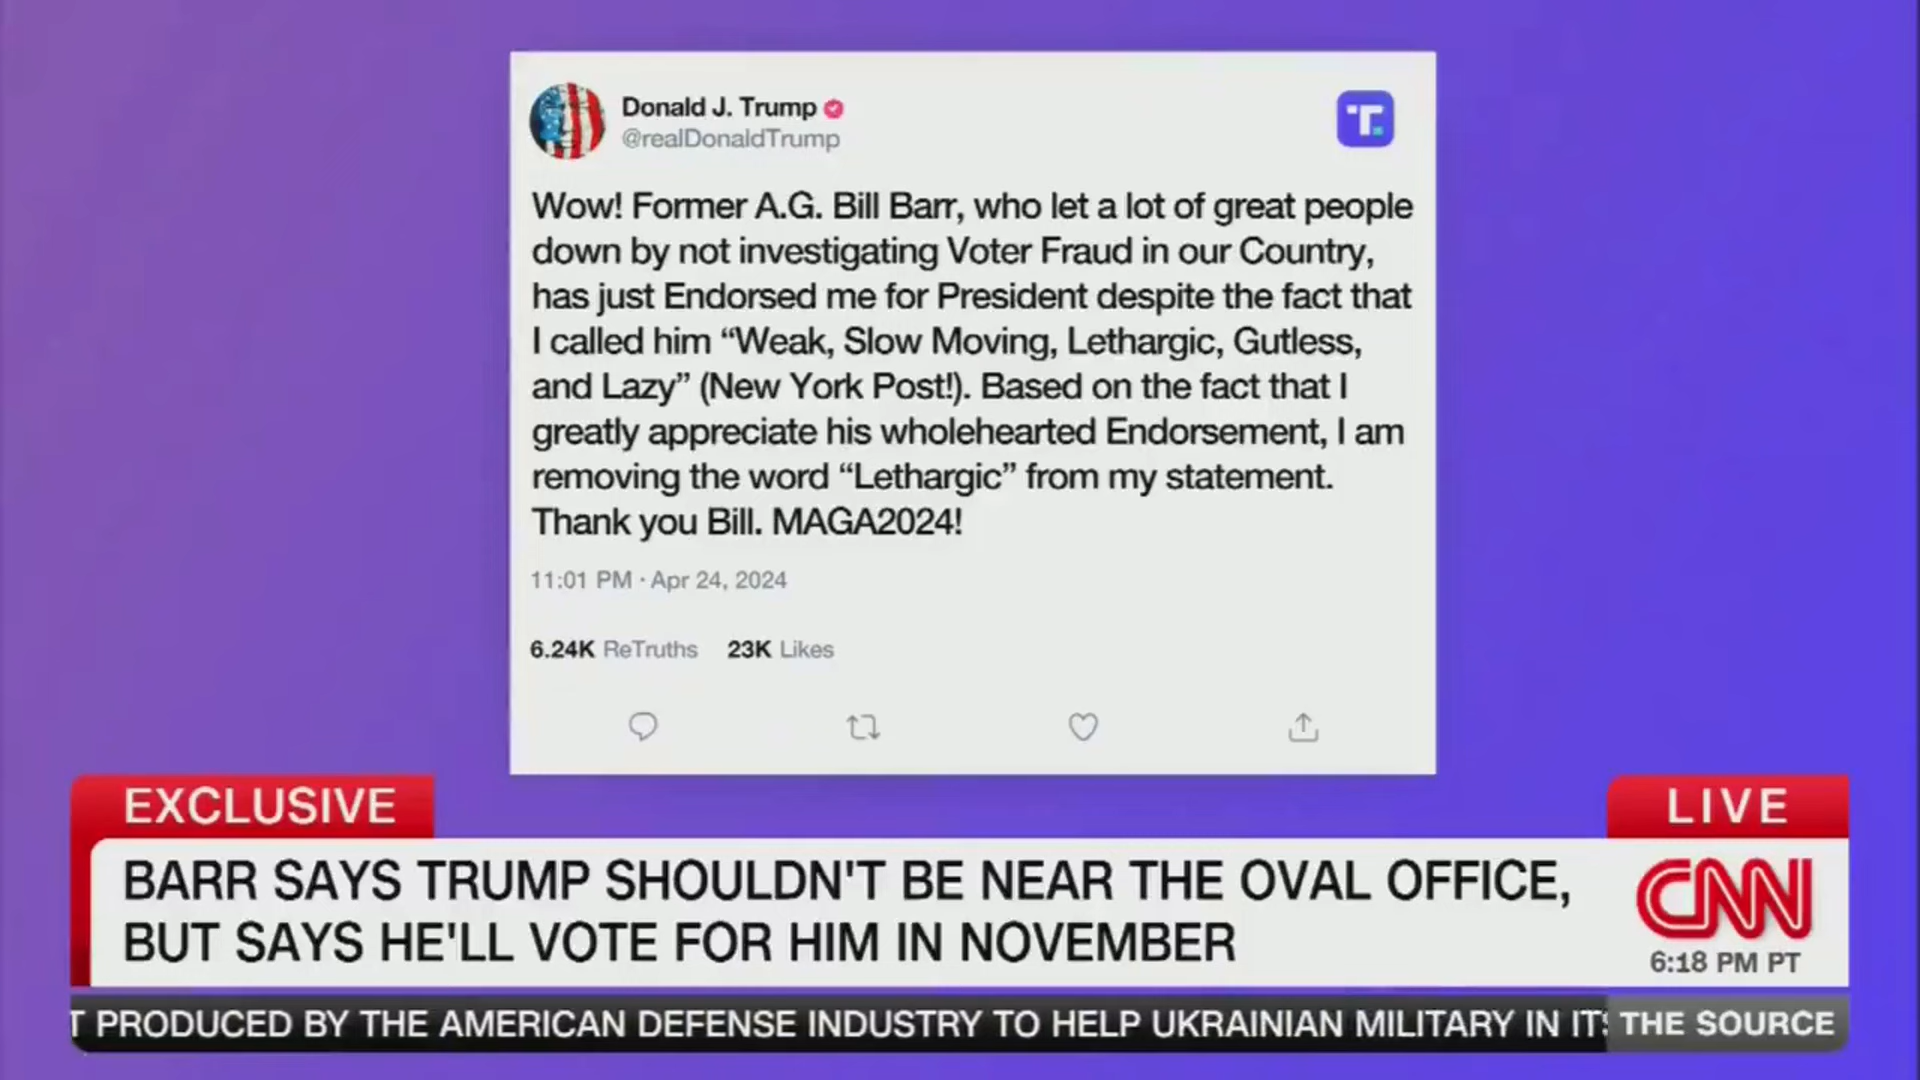 Donald J. Trump
@realDonaldTrump
T.
Wow! Former A.G. Bill Barr, who let a lot of great people
down by not investigating Voter Fraud in our Country,
has just Endorsed me for President despite the fact that
I called him “Weak, Slow Moving, Lethargic, Gutless,
and Lazy” (New York Post!). Based on the fact that I
greatly appreciate his wholehearted Endorsement, I am
removing the word “Lethargic” from my statement.
Thank you Bill. MAGA2024!
11:01 PM · Apr 24, 2024
6.24K ReTruths 23K Likes
EXCLUSIVE
LIVE
BARR SAYS TRUMP SHOULDN'T BE NEAR THE OVAL OFFICE,
BUT SAYS HE'LL VOTE FOR HIM IN NOVEMBER
CNN
6:18 PM PT
PRODUCED BY THE AMERICAN DEFENSE INDUSTRY TO HELP UKRAINIAN MILITARY IN
THE SOURCE